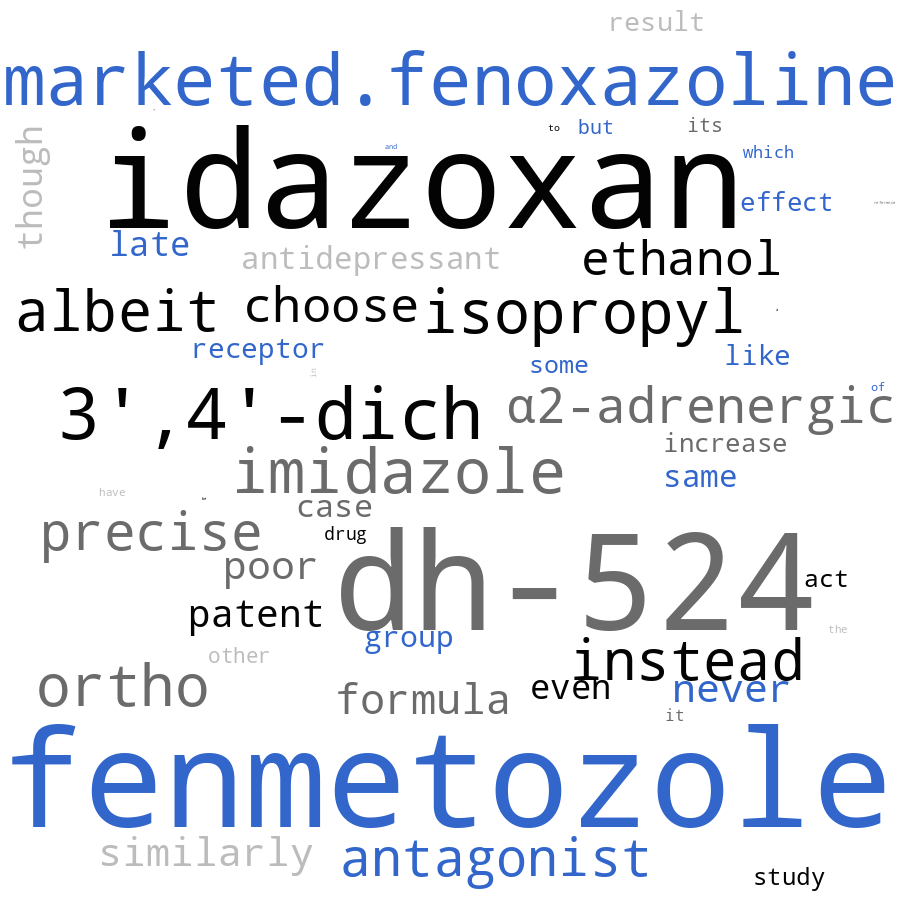 result
marketed.fenoxazoline
though
to but its
and
idazoxan
which
effect
late
antidepressant
ethanol
albeit choose isopropyl
receptor
some
like
in
3',4'-dich
of
α2-adrenergic
increase
imidazole
same
have
case
precise
drug
poor
dh-524
act
patent
group
the
other
instead
ortho
formula
even
never
it
fenmetozole
similarly
antagonist
study